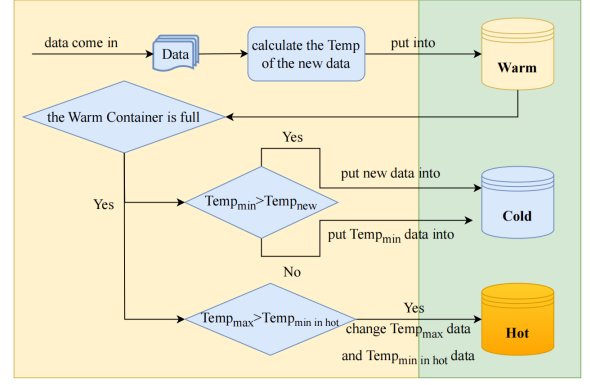 data come in
Data
calculate the Temp
of the new data
put into
Warm
the Warm Container is full
Yes
Yes
Temp_min>Temp_new
put new data into
put Temp_min data into
No
Cold
Temp_max>Temp_min in hot
Yes
change Temp_max data
and Temp_min in hot data
Hot